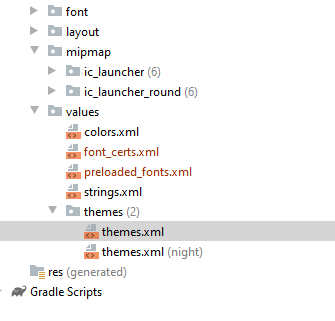 font
layout
mipmap
ic_launcher (6)
ic_launcher_round (6)
values
colors.xml
font_certs.xml
preloaded_fonts.xml
strings.xml
themes (2)
themes.xml
themes.xml (night)
res (generated)
Gradle Scripts